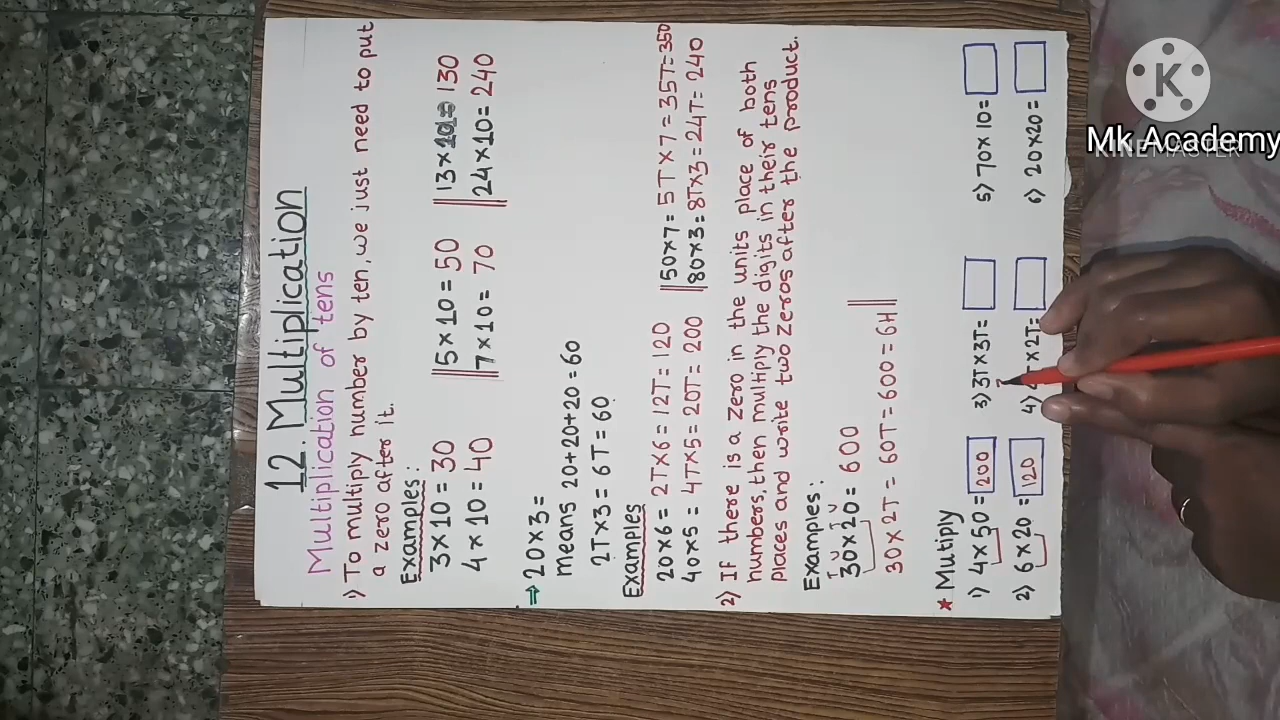 12. Multiplication
Multiplication of tens
1) To multiply number by ten, we just need to put
a zero after it.
Examples:
3 x 10 = 30 5 x 10 = 50 13 x 10 = 130
4 x 10 = 40 7 x 10 = 70 24 x 10 = 240
⇒ 20 x 3 =
means 20+20+20=60
2T x 3 = 6T = 60
Examples
20 x 6 = 2T x 6 = 12T = 120 50 x 7 = 5T x 7 = 35T = 350
40 x 5 = 4T x 5 = 20T = 200 80 x 3 = 8T x 3 = 24T = 240
2) If there is a zero in the units place of both
numbers, then multiply the digits in their tens
places and write two zeros after the product.
Examples:
30 x 20 = 600
30 x 2T = 60T = 600 = 6H
★ Mutiply
1) 4 x 50 = 200 3) 3T x 3T = 5) 70 x 10 =
2) 6 x 20 = 120 4) x 2T = 6) 20 x 20 =
K
Mk Academy
KINEMASTER